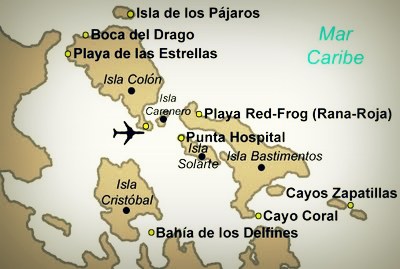 Isla de los Pájaros
Boca del Drago
Mar
Caribe
Playa de las Estrellas
Isla Colón
Isla
Carenero
Playa Red-Frog (Rana-Roja)
Punta Hospital
Isla
Solarte
Isla Bastimentos
Isla
Cristóbal
Cayos Zapatillas
Cayo Coral
Bahía de los Delfines